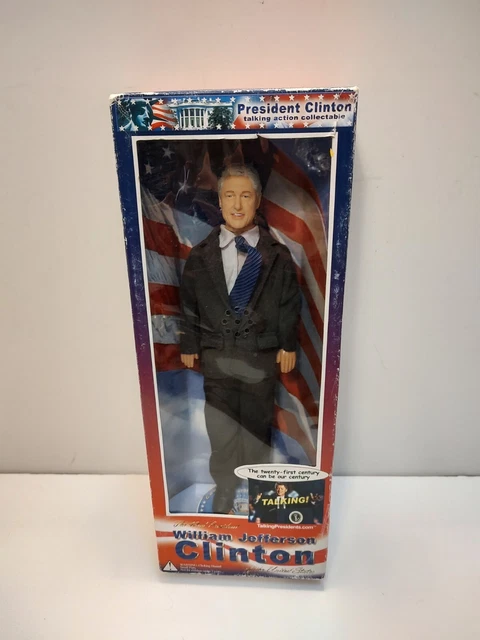 President Clinton
talking action collectable
The twenty-first century
can be our century
TALKING!
TalkingPresidents.com
William Jefferson
Clinton